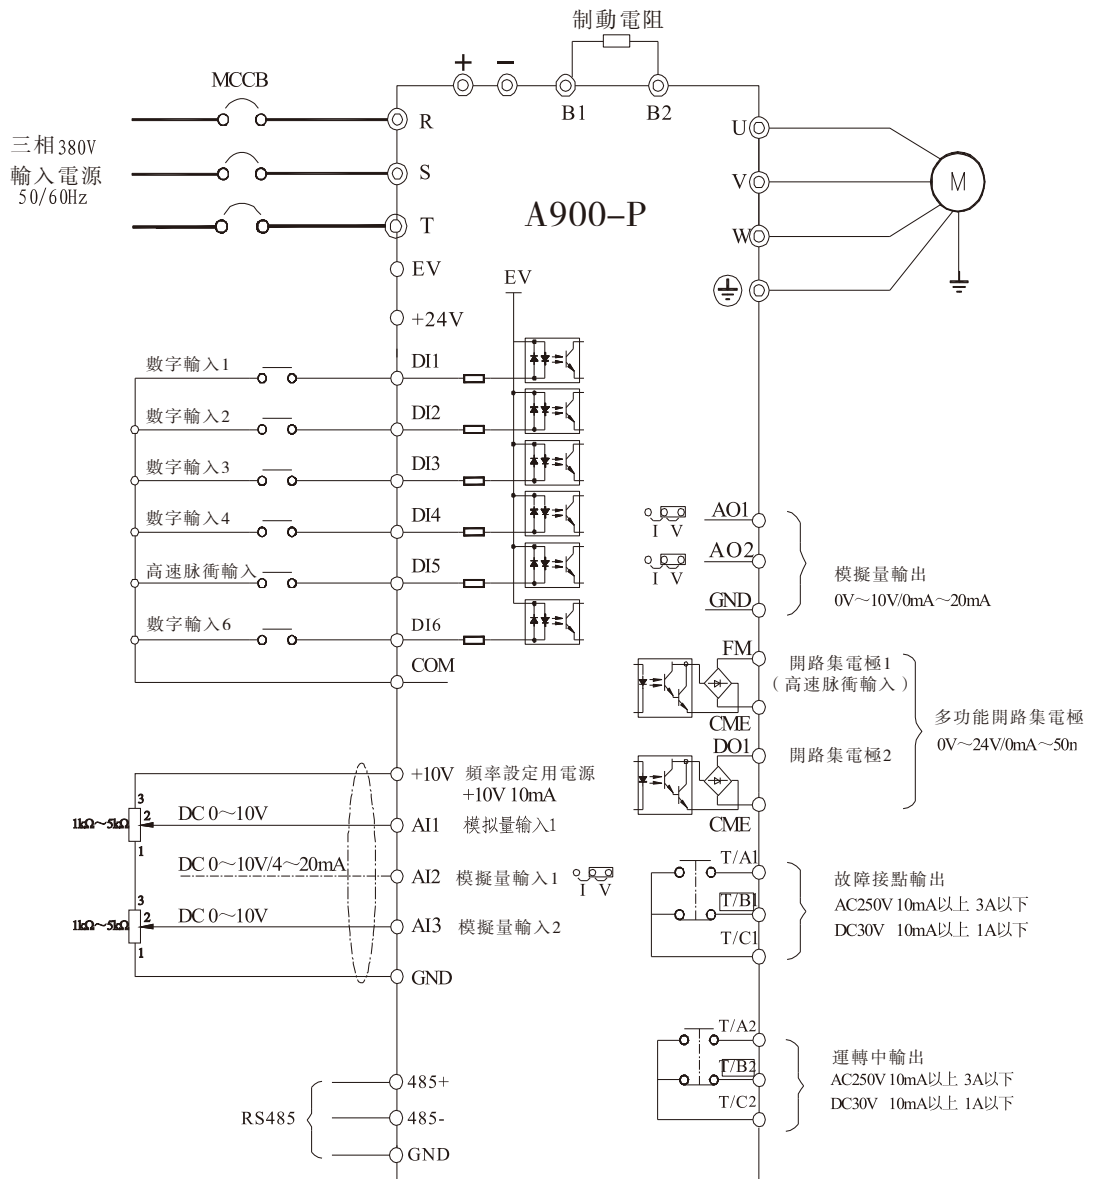 制動電阻
+
−
B1
B2
MCCB
三相380V
輸入電源
50/60Hz
R
S
T
A900-P
U
V
W
M
EV
+24V
EV
數字輸入1
DI1
數字輸入2
DI2
數字輸入3
DI3
數字輸入4
DI4
高速脉衝輸入
DI5
數字輸入6
DI6
COM
AO1
I V
AO2
I V
GND
模擬量輸出
0V~10V/0mA~20mA
FM
開路集電極1
(高速脉衝輸入)
CME
DO1
開路集電極2
CME
多功能開路集電極
0V~24V/0mA~50n
+10V 頻率設定用電源
+10V 10mA
3
2
1
1kΩ~5kΩ
DC 0~10V
AI1 模拟量输入1
DC 0~10V/4~20mA
AI2 模擬量輸入1
I V
3
2
1
1kΩ~5kΩ
DC 0~10V
AI3 模擬量輸入2
GND
T/A1
T/B1
T/C1
故障接點輸出
AC250V 10mA以上 3A以下
DC30V 10mA以上 1A以下
T/A2
T/B2
T/C2
運轉中輸出
AC250V 10mA以上 3A以下
DC30V 10mA以上 1A以下
RS485
485+
485-
GND